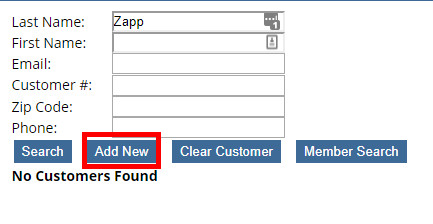 Last Name: Zapp
First Name:
Email:
Customer #:
Zip Code:
Phone:
Search Add New Clear Customer Member Search
No Customers Found